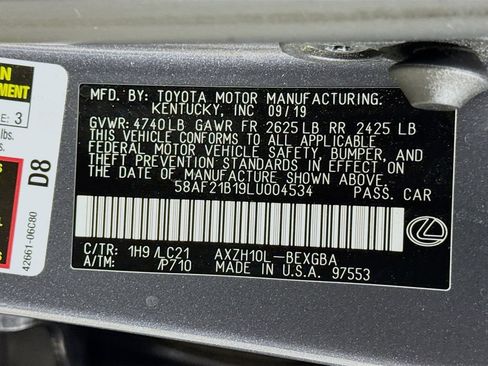 MFD. BY: TOYOTA MOTOR MANUFACTURING.
KENTUCKY, INC 09/19
GVWR: 4740LB GAWR FR 2625LB RR 2425 LB
THIS VEHICLE CONFORMS TO ALL APPLICABLE
FEDERAL MOTOR VEHICLE SAFETY, BUMPER, AND
THEFT PREVENTION STANDARDS IN EFFECT ON
THE DATE OF MANUFACTURE SHOWN ABOVE.
58AF21B19LU004534 PASS. CAR
C/TR: 1H9 /LC21 AXZH10L-BEXGBA
A/TM: /P710 MADE IN U.S.A. 97553
E: 3
lbs.
D8
42661-06C80